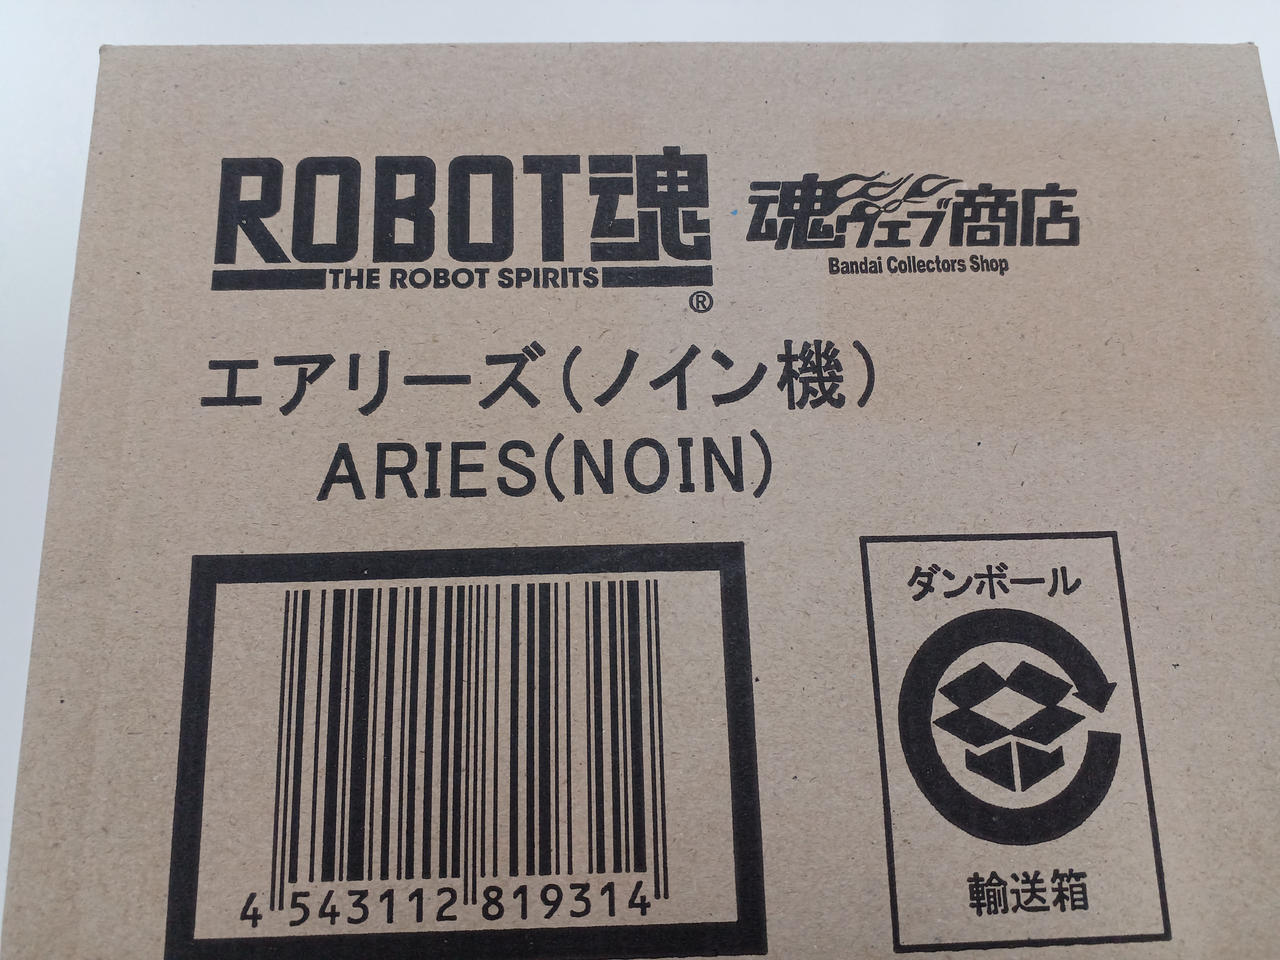 ROBOT魂
THE ROBOT SPIRITS
®
魂ウェブ商店
Bandai Collectors Shop
エアリーズ(ノイン機)
ARIES(NOIN)
4 543112 819314
ダンボール
輸送箱